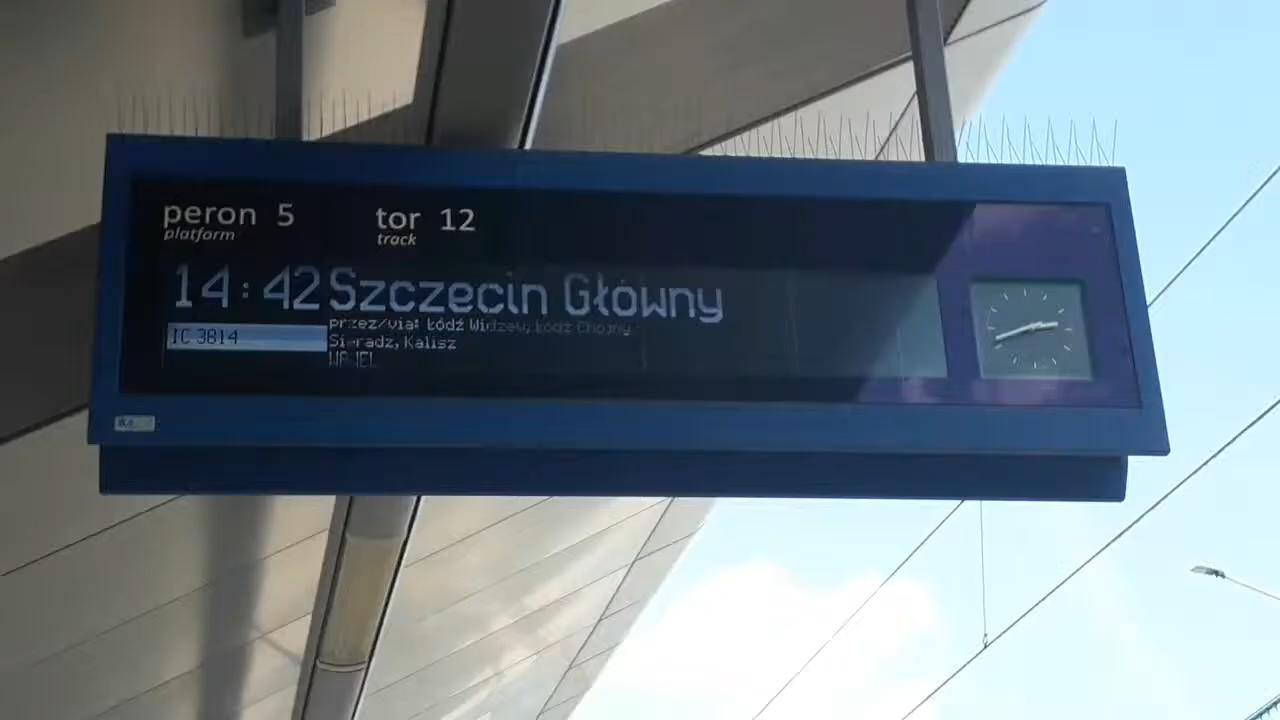 peron 5 tor 12
platform track
14:42 Szczecin Główny
przez/via: Łódź Widzew, Łódź Chojny
IC 3814 Sieradz, Kalisz